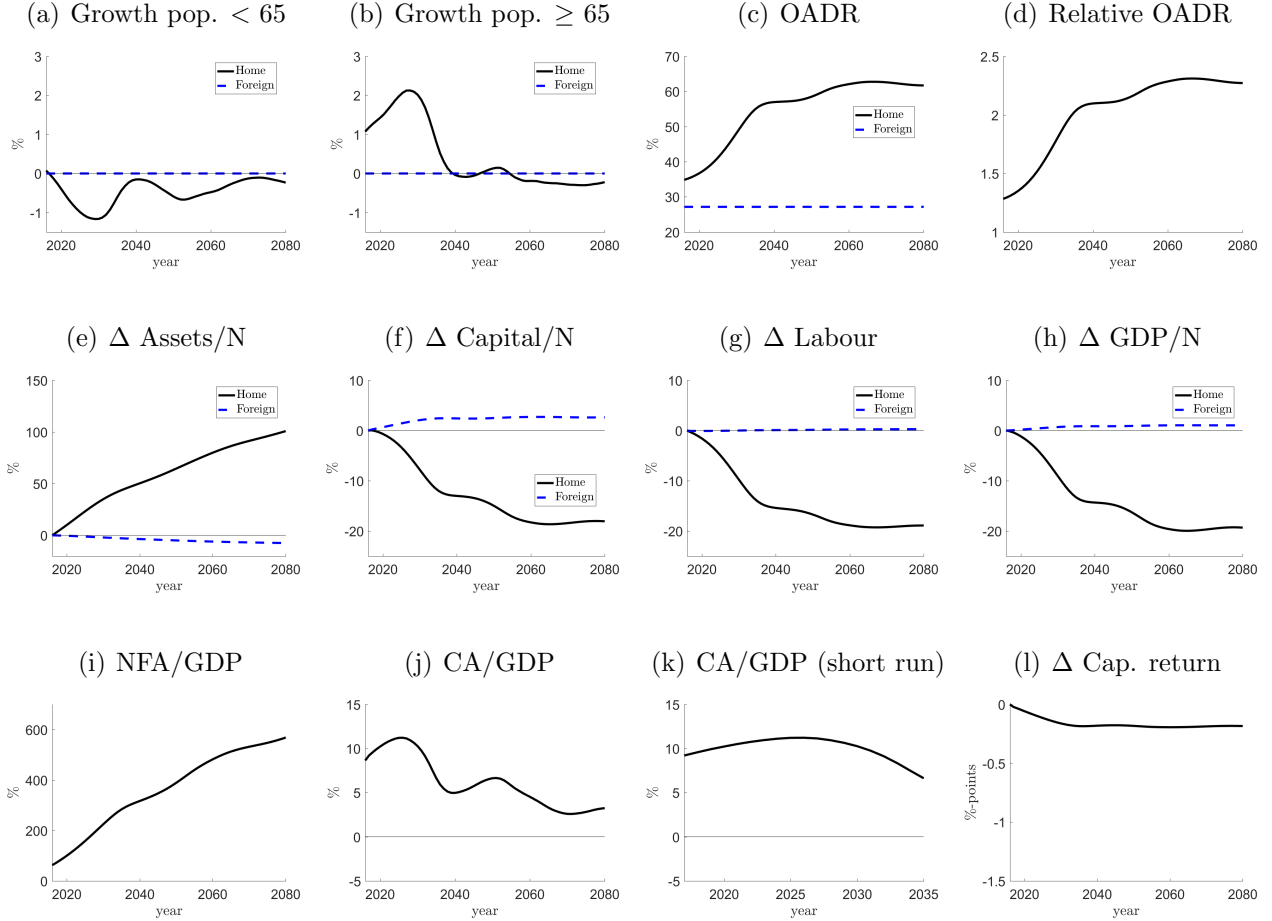 (a) Growth pop. < 65
3
2
1
0
-1
%
2020 2040 2060 2080
year
Home
Foreign
(b) Growth pop. ≥ 65
3
2
1
0
-1
%
2020 2040 2060 2080
year
Home
Foreign
(c) OADR
70
60
50
40
30
20
%
2020 2040 2060 2080
year
Home
Foreign
(d) Relative OADR
2.5
2
1.5
1
2020 2040 2060 2080
year
(e) Δ Assets/N
150
100
50
0
%
2020 2040 2060 2080
year
Home
Foreign
(f) Δ Capital/N
10
0
-10
-20
%
2020 2040 2060 2080
year
Home
Foreign
(g) Δ Labour
10
0
-10
-20
%
2020 2040 2060 2080
year
Home
Foreign
(h) Δ GDP/N
10
0
-10
-20
%
2020 2040 2060 2080
year
Home
Foreign
(i) NFA/GDP
600
400
200
0
%
2020 2040 2060 2080
year
(j) CA/GDP
15
10
5
0
-5
%
2020 2040 2060 2080
year
(k) CA/GDP (short run)
15
10
5
0
-5
%
2020 2025 2030 2035
year
(l) Δ Cap. return
0
-0.5
-1
-1.5
%-points
2020 2040 2060 2080
year